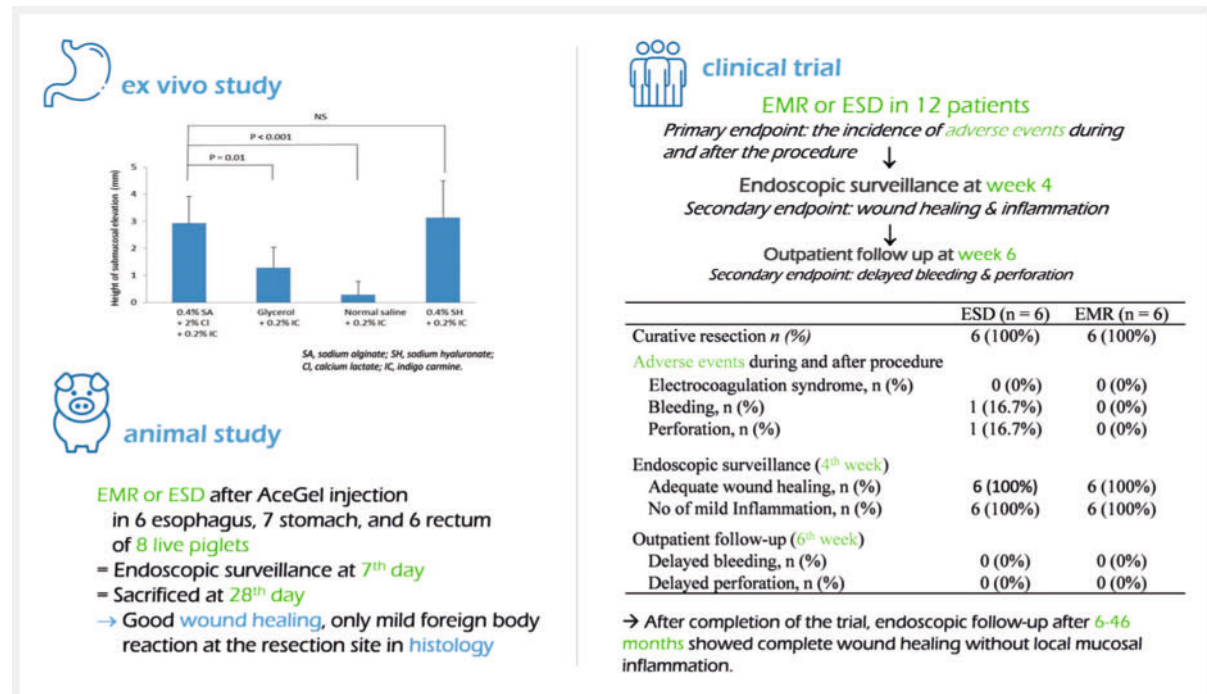 ex vivo study
NS
P < 0.001
P = 0.01
Height of submucosal elevation (mm)
5
4
3
2
1
0
0.4% SA
+ 2% Cl
+ 0.2% IC
Glycerol
+ 0.2% IC
Normal saline
+ 0.2% IC
0.4% SH
+ 0.2% IC
SA, sodium alginate; SH, sodium hyaluronate;
Cl, calcium lactate; IC, indigo carmine.
animal study
EMR or ESD after AceGel injection
in 6 esophagus, 7 stomach, and 6 rectum
of 8 live piglets
= Endoscopic surveillance at 7th day
= Sacrificed at 28th day
→ Good wound healing, only mild foreign body
reaction at the resection site in histology
clinical trial
EMR or ESD in 12 patients
Primary endpoint: the incidence of adverse events during
and after the procedure ↓
Endoscopic surveillance at week 4
Secondary endpoint: wound healing & inflammation
↓
Outpatient follow up at week 6
Secondary endpoint: delayed bleeding & perforation
ESD (n = 6) EMR (n = 6)
Curative resection n (%) 6 (100%) 6 (100%)
Adverse events during and after procedure
Electrocoagulation syndrome, n (%) 0 (0%) 0 (0%)
Bleeding, n (%) 1 (16.7%) 0 (0%)
Perforation, n (%) 1 (16.7%) 0 (0%)
Endoscopic surveillance (4th week)
Adequate wound healing, n (%) 6 (100%) 6 (100%)
No of mild Inflammation, n (%) 6 (100%) 6 (100%)
Outpatient follow-up (6th week)
Delayed bleeding, n (%) 0 (0%) 0 (0%)
Delayed perforation, n (%) 0 (0%) 0 (0%)
→ After completion of the trial, endoscopic follow-up after 6-46
months showed complete wound healing without local mucosal
inflammation.